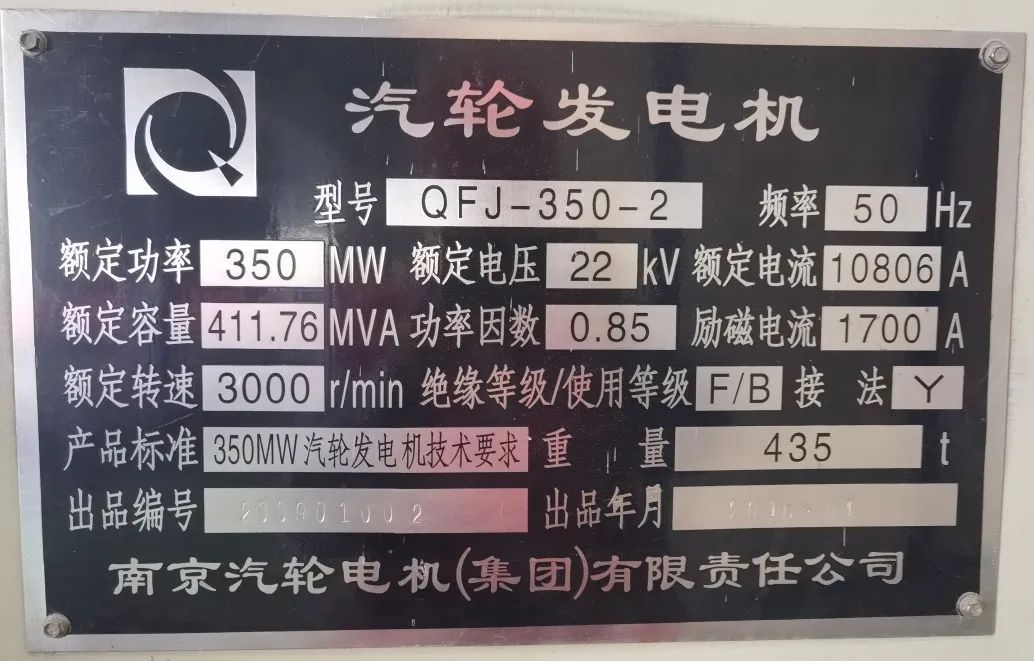 汽轮发电机
型号 QFJ-350-2 频率 50 Hz
额定功率 350 MW 额定电压 22 kV 额定电流 10806 A
额定容量 411.76 MVA 功率因数 0.85 励磁电流 1700 A
额定转速 3000 r/min 绝缘等级/使用等级 F/B 接法 Y
产品标准 350MW汽轮发电机技术要求 重量 435 t
出品编号 200901002 出品年月
南京汽轮电机(集团)有限责任公司